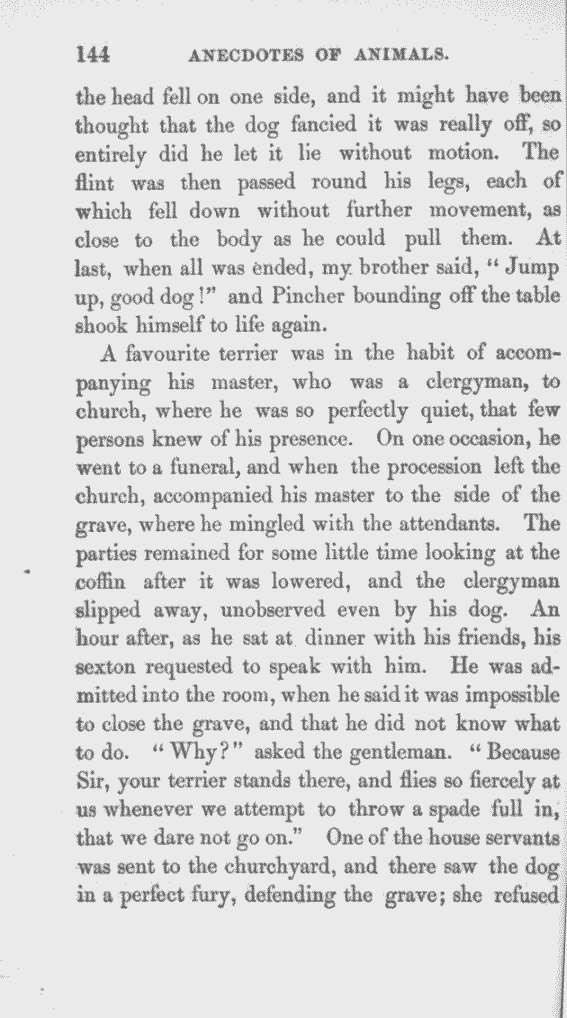 144 ANECDOTES OF ANIMALS.
the head fell on one side, and it might have been
thought that the dog fancied it was really off, so
entirely did he let it lie without motion. The
flint was then passed round his legs, each of
which fell down without further movement, as
close to the body as he could pull them. At
last, when all was ended, my brother said, “ Jump
up, good dog !” and Pincher bounding off the table
shook himself to life again.
A favourite terrier was in the habit of accom-
panying his master, who was a clergyman, to
church, where he was so perfectly quiet, that few
persons knew of his presence. On one occasion, he
went to a funeral, and when the procession left the
church, accompanied his master to the side of the
grave, where he mingled with the attendants. The
parties remained for some little time looking at the
coffin after it was lowered, and the clergyman
slipped away, unobserved even by his dog. An
hour after, as he sat at dinner with his friends, his
sexton requested to speak with him. He was ad-
mitted into the room, when he said it was impossible
to close the grave, and that he did not know what
to do. “ Why?” asked the gentleman. “ Because
Sir, your terrier stands there, and flies so fiercely at
us whenever we attempt to throw a spade full in,
that we dare not go on.” One of the house servants
was sent to the churchyard, and there saw the dog
in a perfect fury, defending the grave; she refused